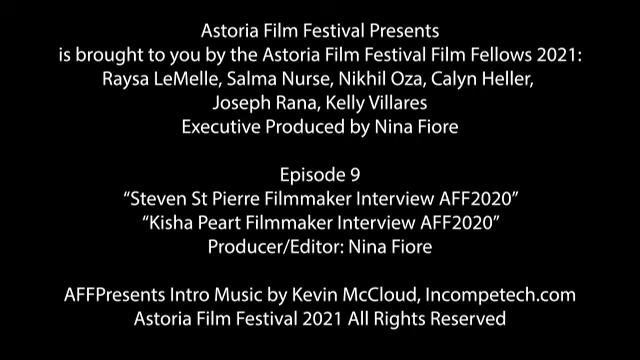 Astoria Film Festival Presents
is brought to you by the Astoria Film Festival Film Fellows 2021:
Raysa LeMelle, Salma Nurse, Nikhil Oza, Calyn Heller,
Joseph Rana, Kelly Villares
Executive Produced by Nina Fiore
Episode 9
“Steven St Pierre Filmmaker Interview AFF2020”
“Kisha Peart Filmmaker Interview AFF2020”
Producer/Editor: Nina Fiore
AFFPresents Intro Music by Kevin McCloud, Incompetech.com
Astoria Film Festival 2021 All Rights Reserved